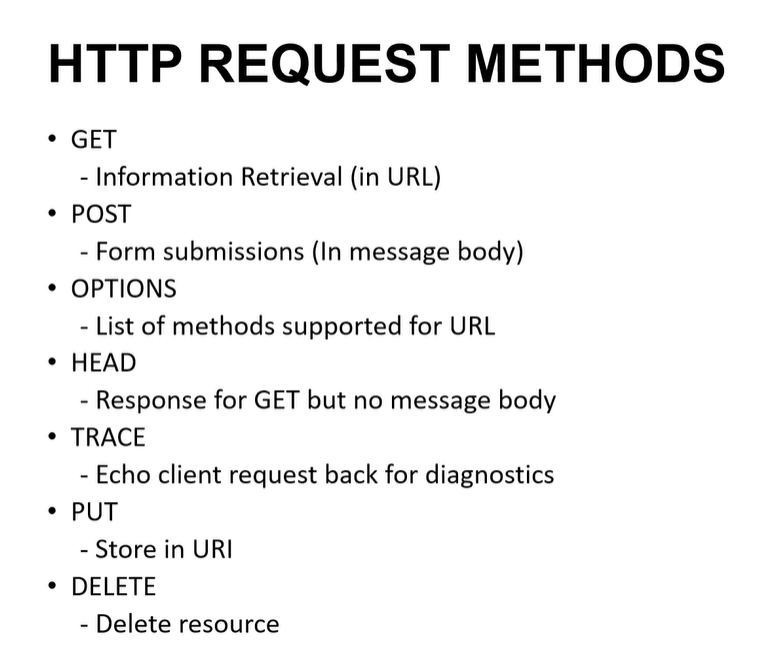 HTTP REQUEST METHODS
• GET
- Information Retrieval (in URL)
• POST
- Form submissions (In message body)
• OPTIONS
- List of methods supported for URL
• HEAD
- Response for GET but no message body
• TRACE
- Echo client request back for diagnostics
• PUT
- Store in URI
• DELETE
- Delete resource